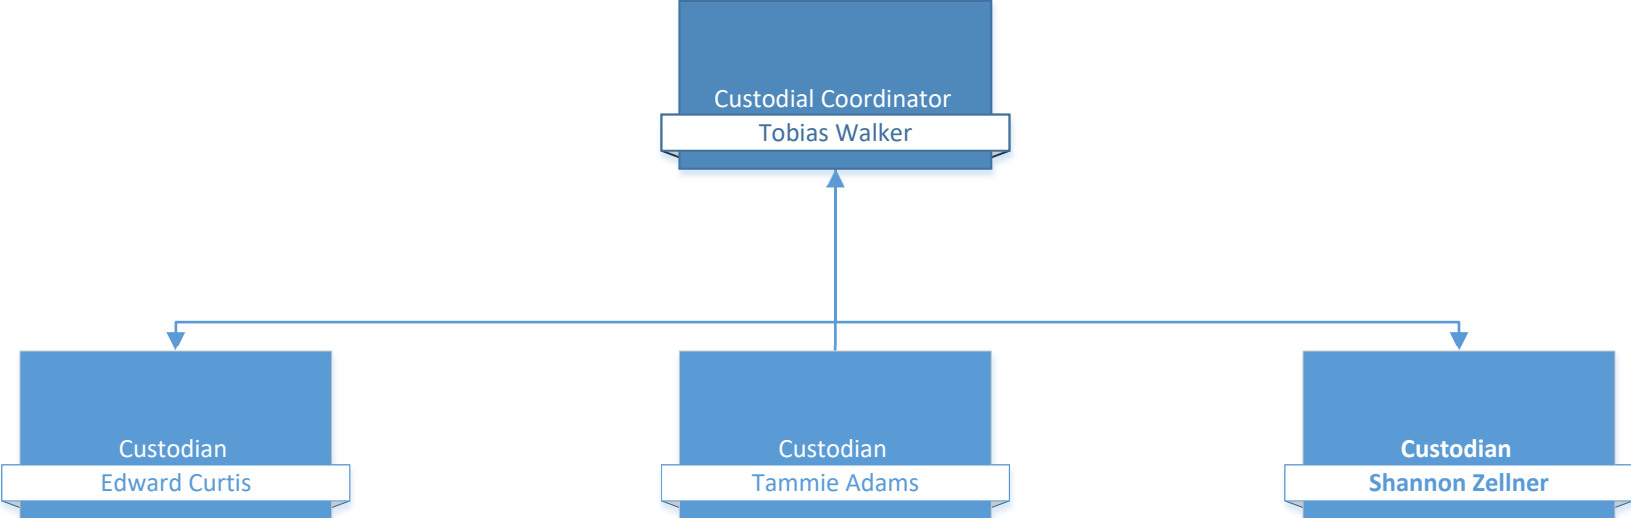 Custodial Coordinator
Tobias Walker
Custodian
Edward Curtis
Custodian
Tammie Adams
Custodian
Shannon Zellner